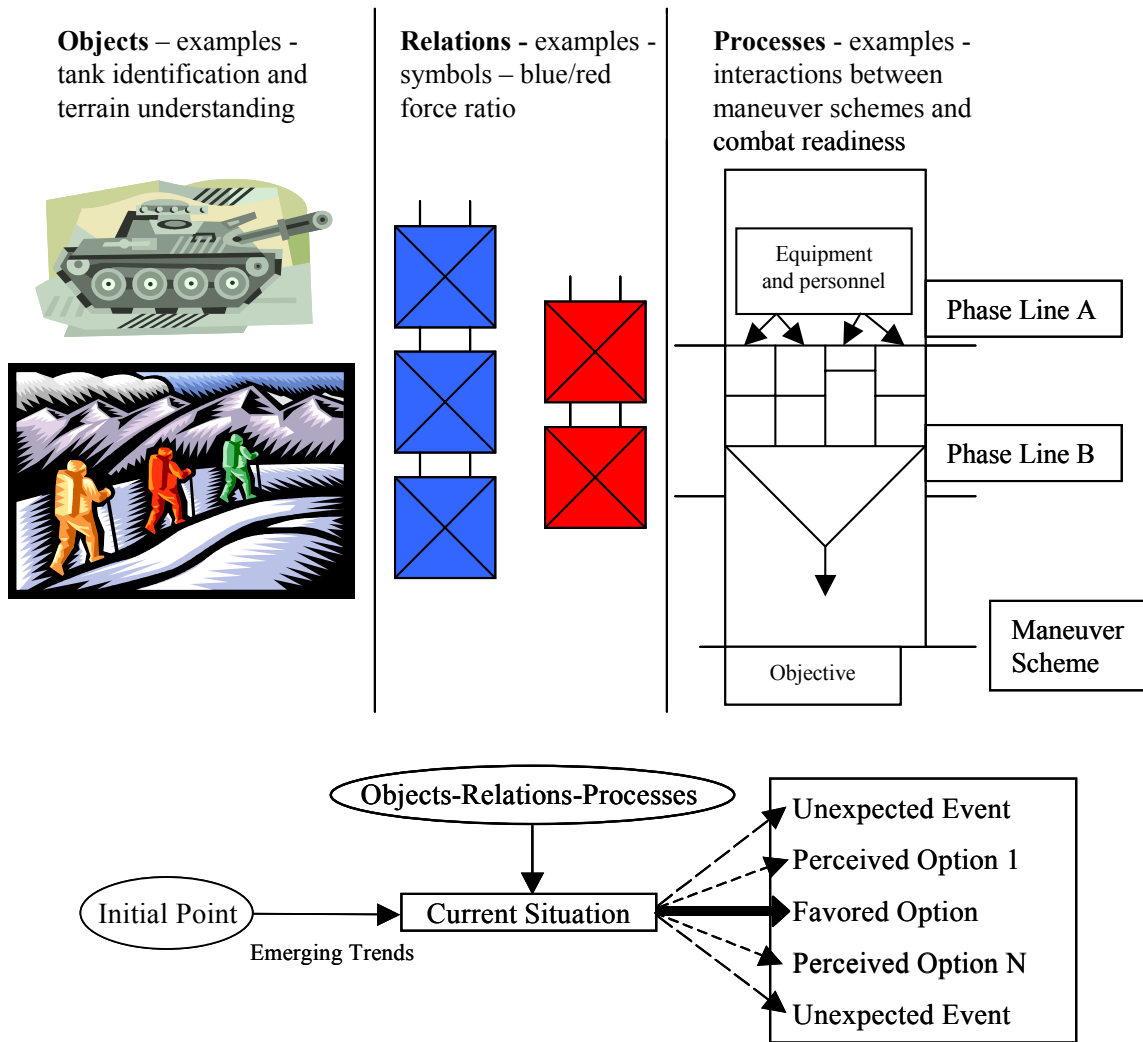 Objects – examples -
tank identification and
terrain understanding
Relations - examples -
symbols – blue/red
force ratio
Processes - examples -
interactions between
maneuver schemes and
combat readiness
Equipment
and personnel
Phase Line A
Phase Line B
Maneuver
Scheme
Objective
Objects-Relations-Processes
Initial Point
Emerging Trends
Current Situation
Unexpected Event
Perceived Option 1
Favored Option
Perceived Option N
Unexpected Event